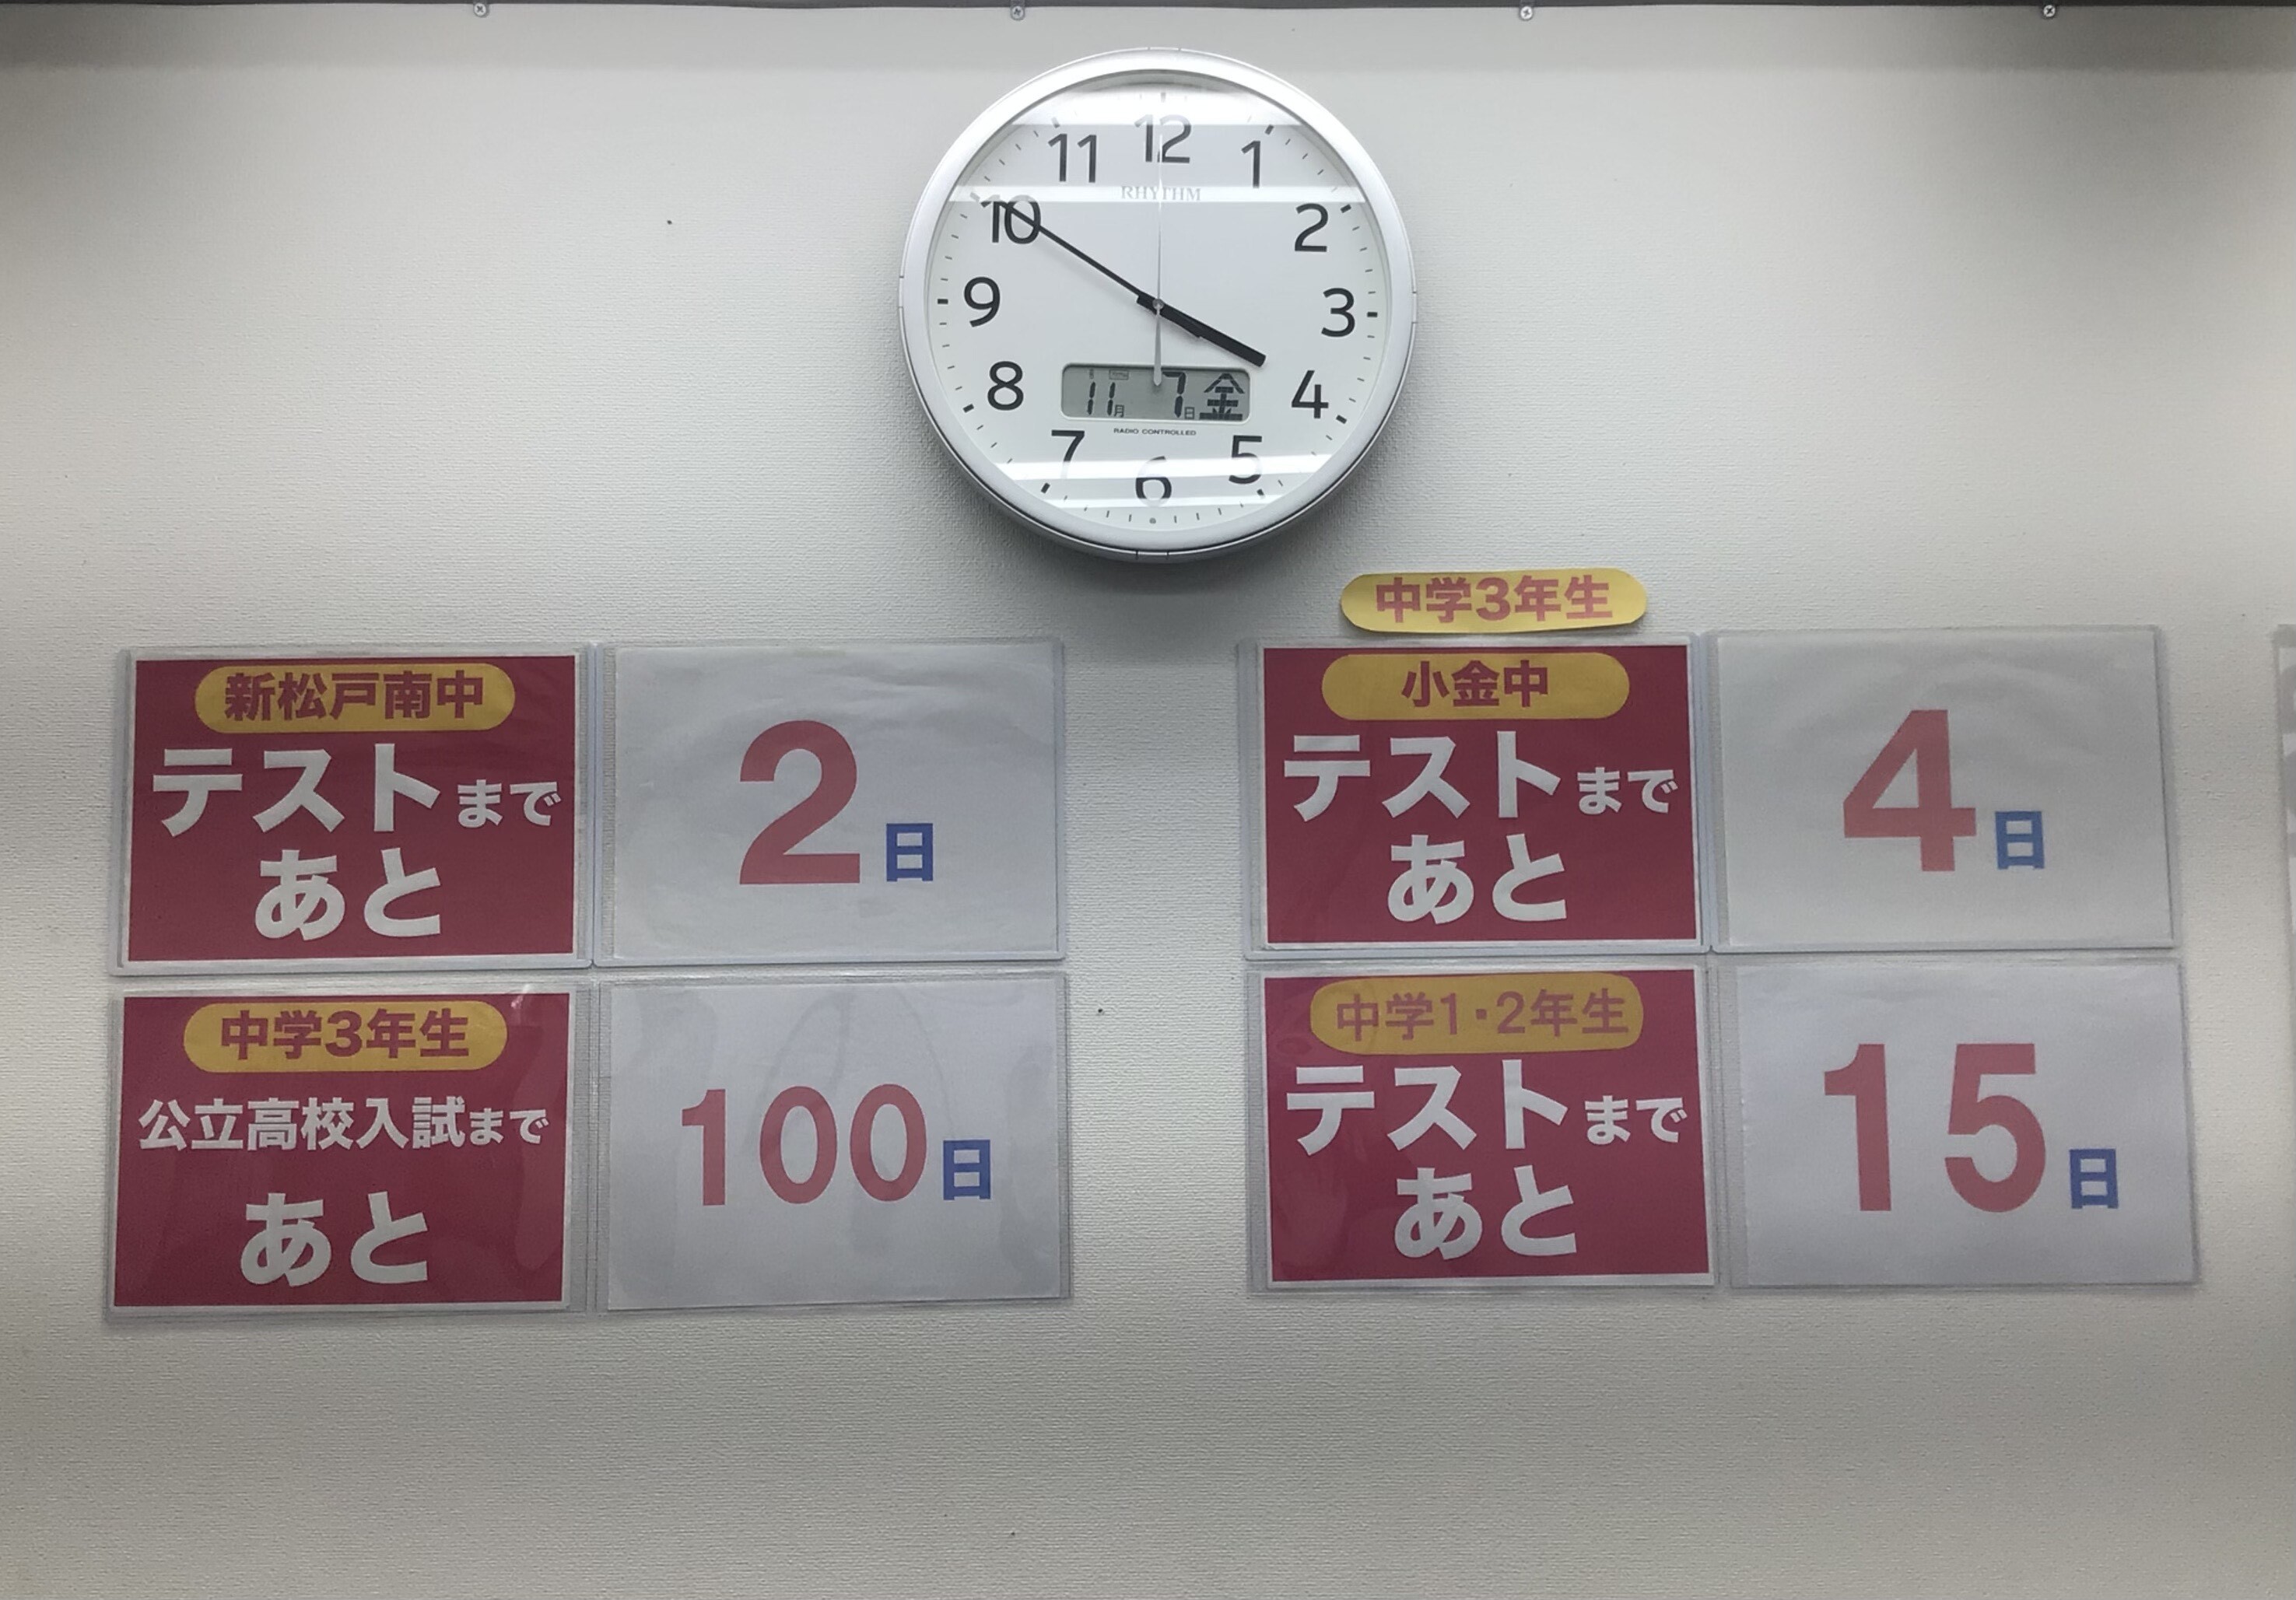 12
1
2
3
4
5
6
7
8
9
10
11
RHYTHM
11月 7日 金
RADIO CONTROLLED
新松戸南中
テストまで
あと
2日
中学3年生
公立高校入試まで
あと
100日
中学3年生
小金中
テストまで
あと
4日
中学1・2年生
テストまで
あと
15日